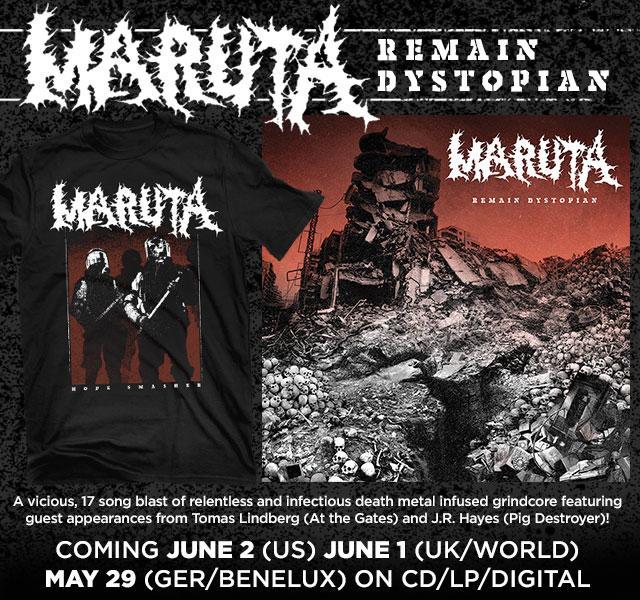 MARUTA
REMAIN
DYSTOPIAN
MARUTA
HOPE SMASHER
MARUTA
REMAIN DYSTOPIAN
A vicious, 17 song blast of relentless and infectious death metal infused grindcore featuring
guest appearances from Tomas Lindberg (At the Gates) and J.R. Hayes (Pig Destroyer)!
COMING JUNE 2 (US) JUNE 1 (UK/WORLD)
MAY 29 (GER/BENELUX) ON CD/LP/DIGITAL